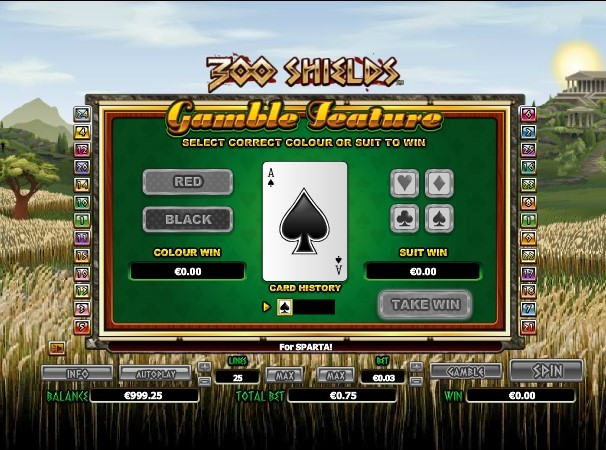 300 SHIELDS
Gamble Feature
SELECT CORRECT COLOUR OR SUIT TO WIN
RED
BLACK
A
A
COLOUR WIN
€0.00
SUIT WIN
€0.00
CARD HISTORY
TAKE WIN
For SPARTA!
INFO
AUTOPLAY
LINES
25
MAX
MAX
BET
€0.03
GAMBLE
SPIN
BALANCE
€999.25
TOTAL BET
€0.75
WIN
€0.00